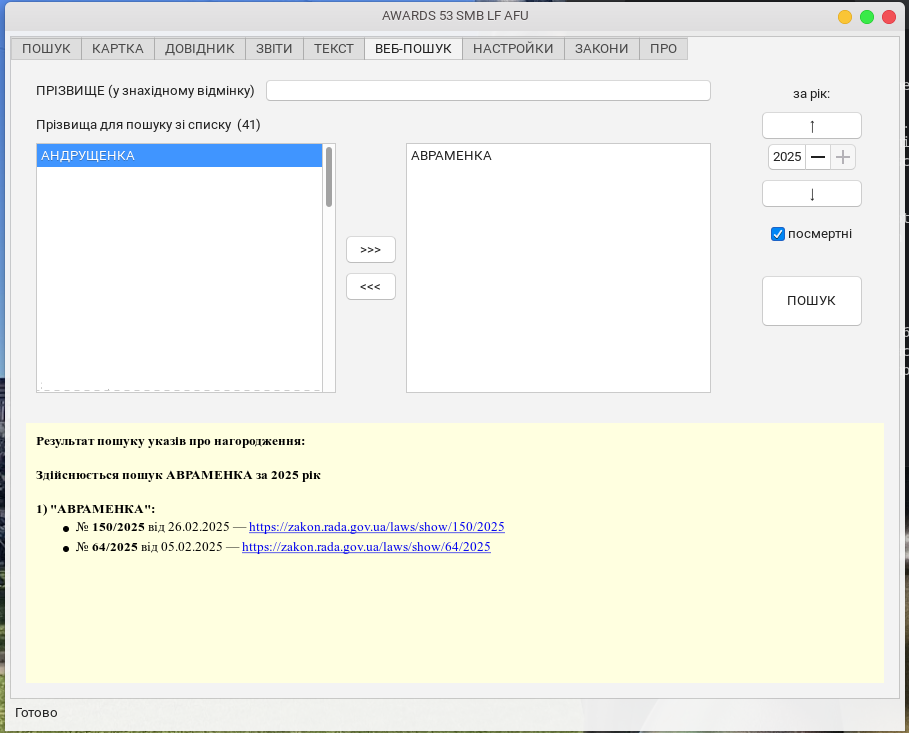 AWARDS 53 SMB LF AFU
ПОШУК КАРТКА ДОВІДНИК ЗВІТИ ТЕКСТ ВЕБ-ПОШУК НАСТРОЙКИ ЗАКОНИ ПРО
ПРІЗВИЩЕ (у знахідному відмінку)
за рік:
Прізвища для пошуку зі списку (41)
↑
АНДРУЩЕНКА
АВРАМЕНКА
2025 — +
↓
посмертні
>>>
<<<
ПОШУК
Результат пошуку указів про нагородження:
Здійснюється пошук АВРАМЕНКА за 2025 рік
1) "АВРАМЕНКА":
● № 150/2025 від 26.02.2025 — https://zakon.rada.gov.ua/laws/show/150/2025
● № 64/2025 від 05.02.2025 — https://zakon.rada.gov.ua/laws/show/64/2025
Готово